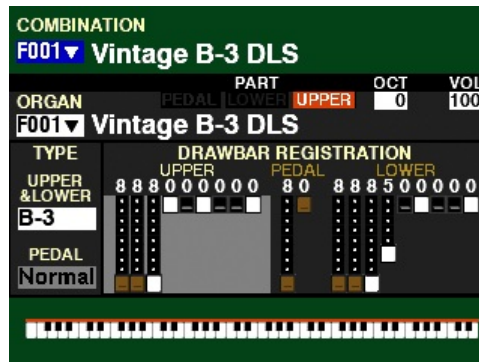 COMBINATION
F001▼ Vintage B-3 DLS
PART OCT VOL
ORGAN PEDAL LOWER UPPER 0 100
F001▼ Vintage B-3 DLS
TYPE DRAWBAR REGISTRATION
UPPER PEDAL LOWER
UPPER 888000000 80 888500000
&LOWER
B-3
PEDAL
Normal